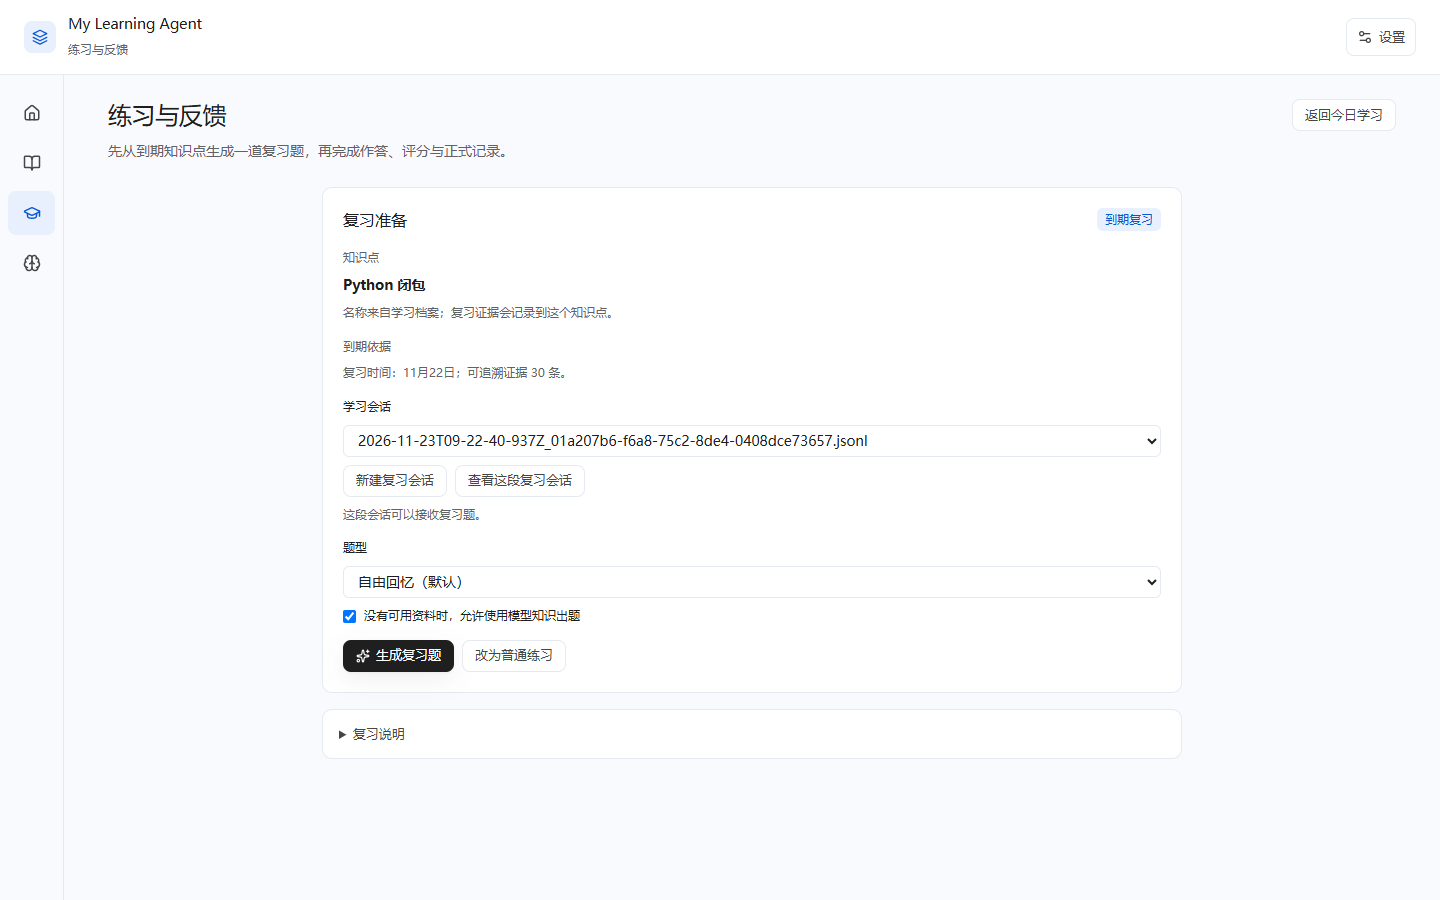 My Learning Agent
练习与反馈
设置
练习与反馈
返回今日学习
先从到期知识点生成一道复习题，再完成作答、评分与正式记录。
复习准备
到期复习
知识点
Python 闭包
名称来自学习档案；复习证据会记录到这个知识点。
到期依据
复习时间：11月22日；可追溯证据 30 条。
学习会话
2026-11-23T09-22-40-937Z_01a207b6-f6a8-75c2-8de4-0408dce73657.jsonl
新建复习会话
查看这段复习会话
这段会话可以接收复习题。
题型
自由回忆（默认）
没有可用资料时，允许使用模型知识出题
生成复习题
改为普通练习
复习说明